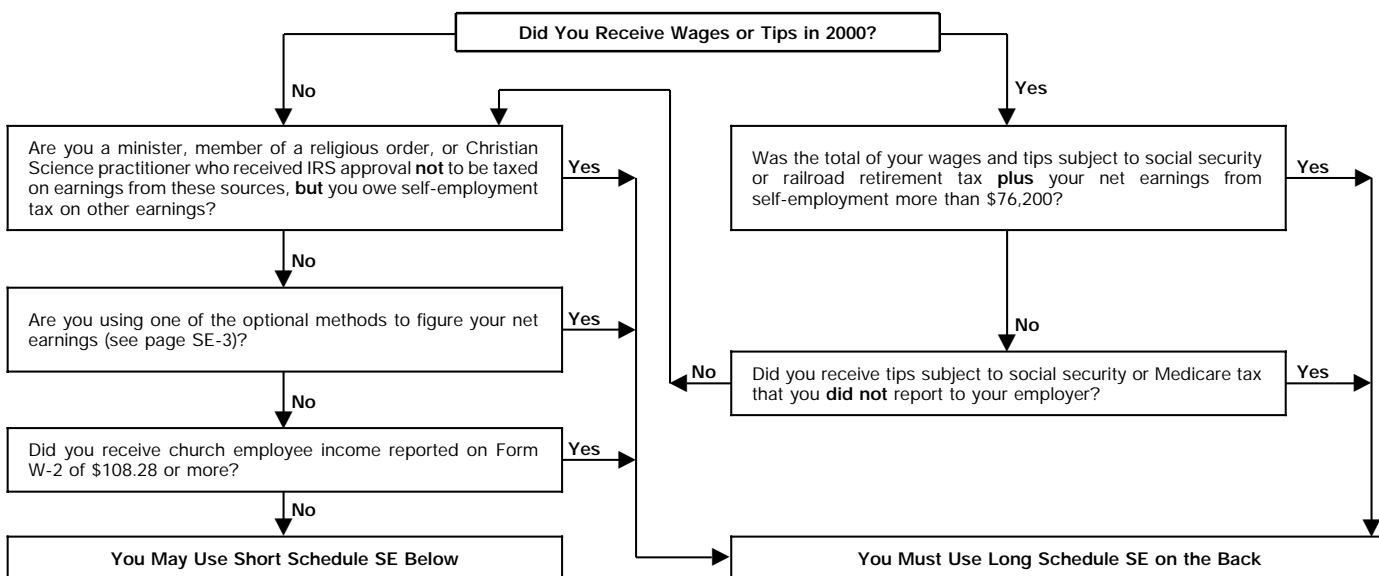 Did You Receive Wages or Tips in 2000?
No
Yes
Are you a minister, member of a religious order, or Christian
Science practitioner who received IRS approval not to be taxed
on earnings from these sources, but you owe self-employment
tax on other earnings?
Yes
Was the total of your wages and tips subject to social security
or railroad retirement tax plus your net earnings from
self-employment more than $76,200?
Yes
No
Are you using one of the optional methods to figure your net
earnings (see page SE-3)?
Yes
No
No
Did you receive tips subject to social security or Medicare tax
that you did not report to your employer?
Yes
No
Did you receive church employee income reported on Form
W-2 of $108.28 or more?
Yes
No
You May Use Short Schedule SE Below
You Must Use Long Schedule SE on the Back